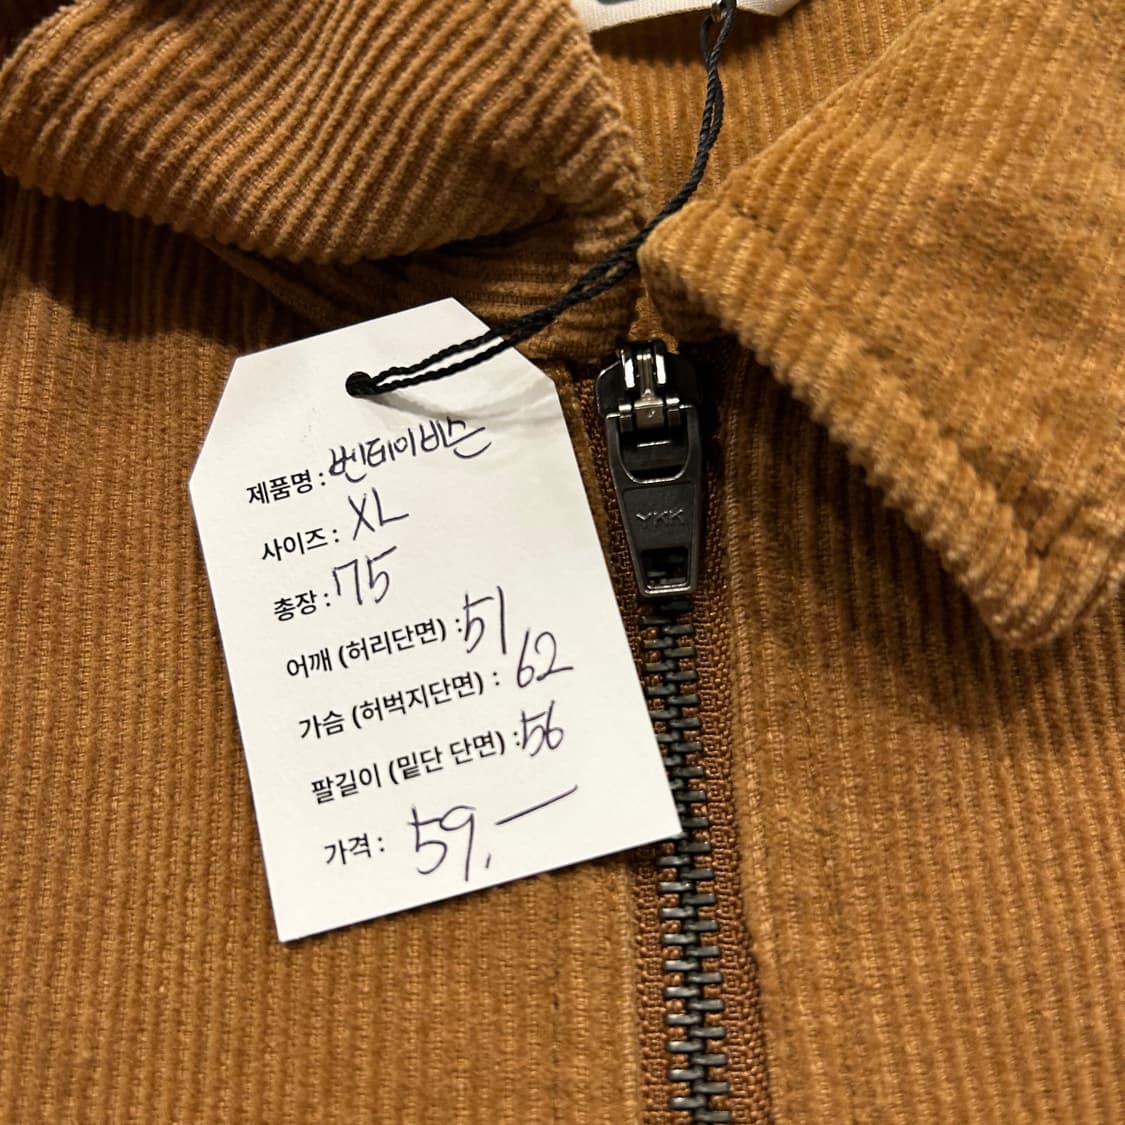 제품명 : 벤데이비슨
사이즈 : XL
총장 : 75
어깨 (허리단면) : 51
가슴 (허벅지단면) : 62
팔길이 (밑단 단면) : 56
가격 : 59,—
YKK